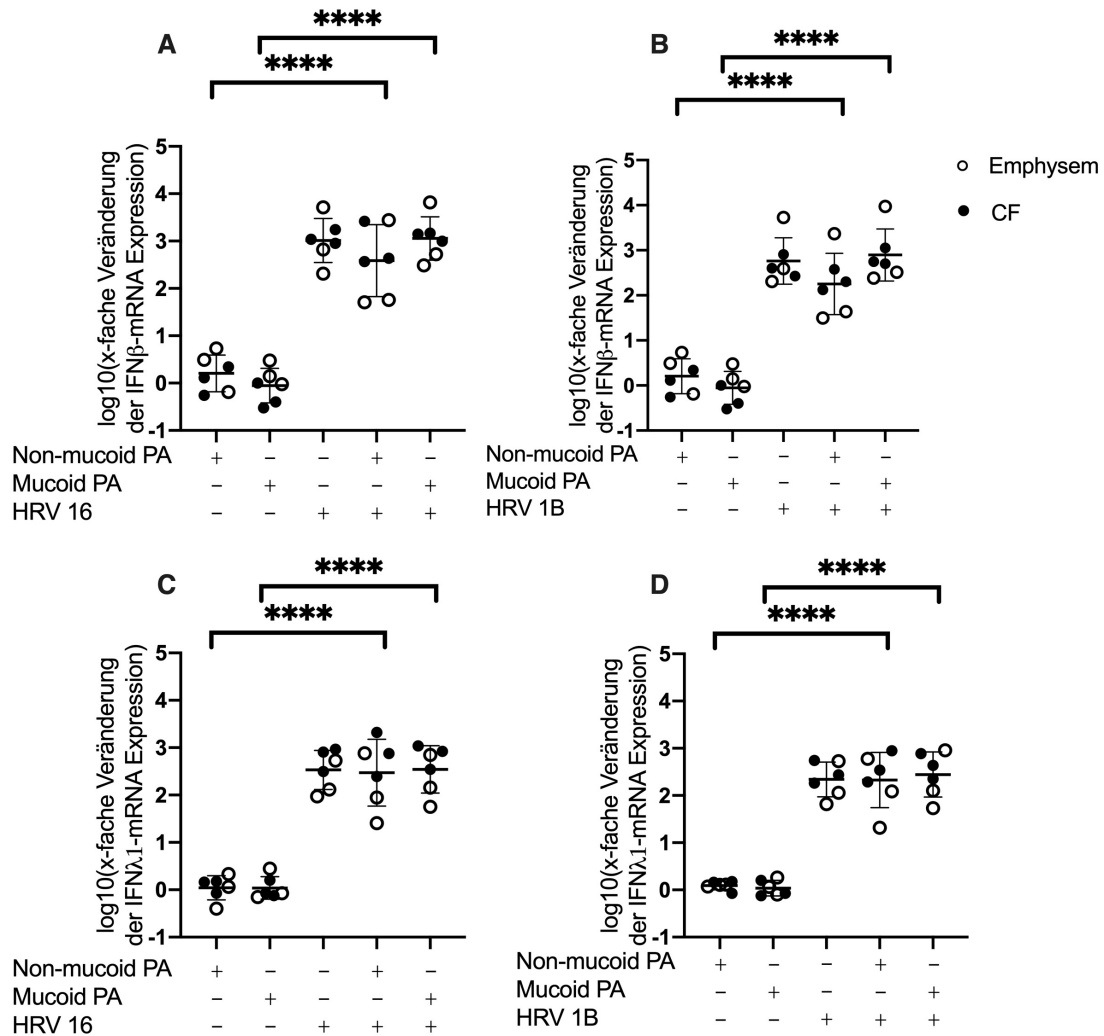 A
****
****
log10(x-fache Veränderung
der IFNβ-mRNA Expression)
5
4
3
2
1
0
-1
Non-mucoid PA + – – + –
Mucoid PA – + – – +
HRV 16 – – + + +
B
****
****
log10(x-fache Veränderung
der IFNβ-mRNA Expression)
5
4
3
2
1
0
-1
Non-mucoid PA + – – + –
Mucoid PA – + – – +
HRV 1B – – + + +
Emphysem
CF
C
****
****
log10(x-fache Veränderung
der IFNλ1-mRNA Expression)
5
4
3
2
1
0
-1
Non-mucoid PA + – – + –
Mucoid PA – + – – +
HRV 16 – – + + +
D
****
****
log10(x-fache Veränderung
der IFNλ1-mRNA Expression)
5
4
3
2
1
0
-1
Non-mucoid PA + – – + –
Mucoid PA – + – – +
HRV 1B – – + + +